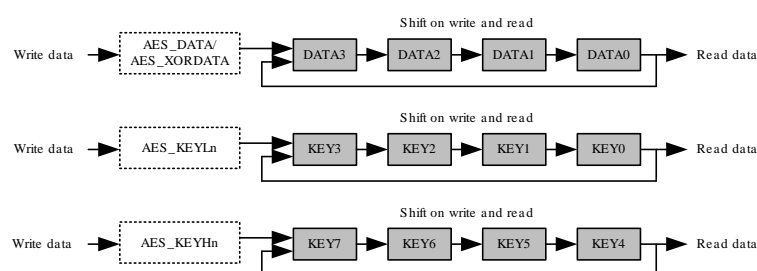 Shift on write and read
Write data AES_DATA/ AES_XORDATA DATA3 DATA2 DATA1 DATA0 Read data
Shift on write and read
Write data AES_KEYLn KEY3 KEY2 KEY1 KEY0 Read data
Shift on write and read
Write data AES_KEYHn KEY7 KEY6 KEY5 KEY4 Read data